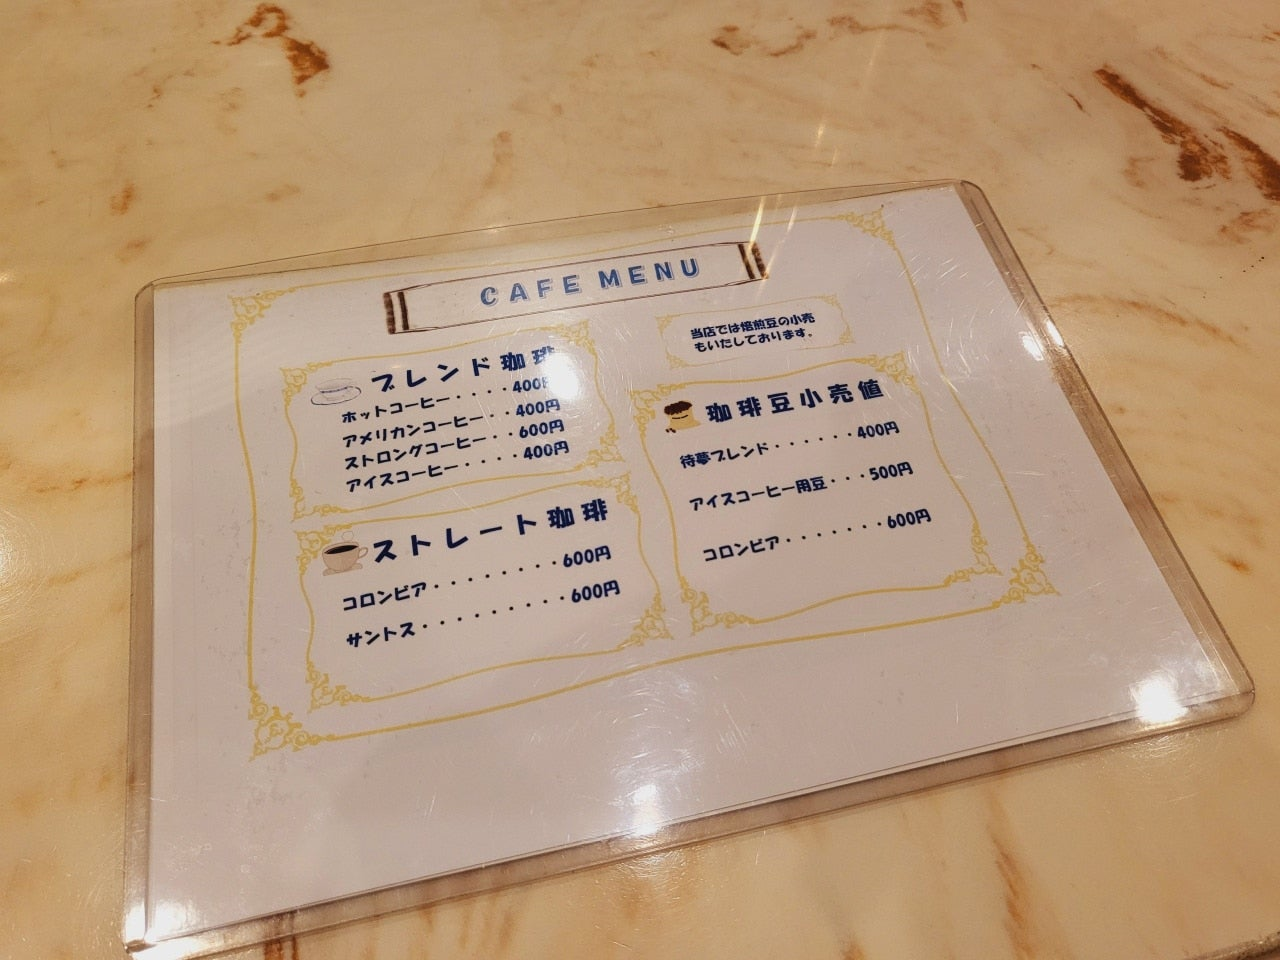 CAFE MENU
ブレンド珈琲
ホットコーヒー・・・・400円
アメリカンコーヒー・・400円
ストロングコーヒー・・600円
アイスコーヒー・・・・400円
ストレート珈琲
コロンビア・・・・・・・・600円
サントス・・・・・・・・・・600円
当店では焙煎豆の小売
もいたしております。
珈琲豆小売値
待夢ブレンド・・・・・・400円
アイスコーヒー用豆・・・500円
コロンビア・・・・・・・600円